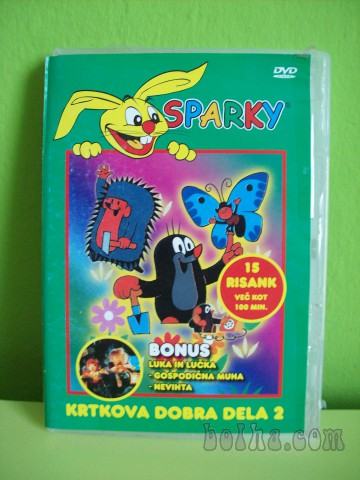 DVD
SPARKY
15
RISANK
VEČ KOT
100 MIN.
BONUS
LUKA IN LUČKA
- GOSPODIČNA MUHA
- NEVIHTA
KRTKOVA DOBRA DELA 2
bolha.com